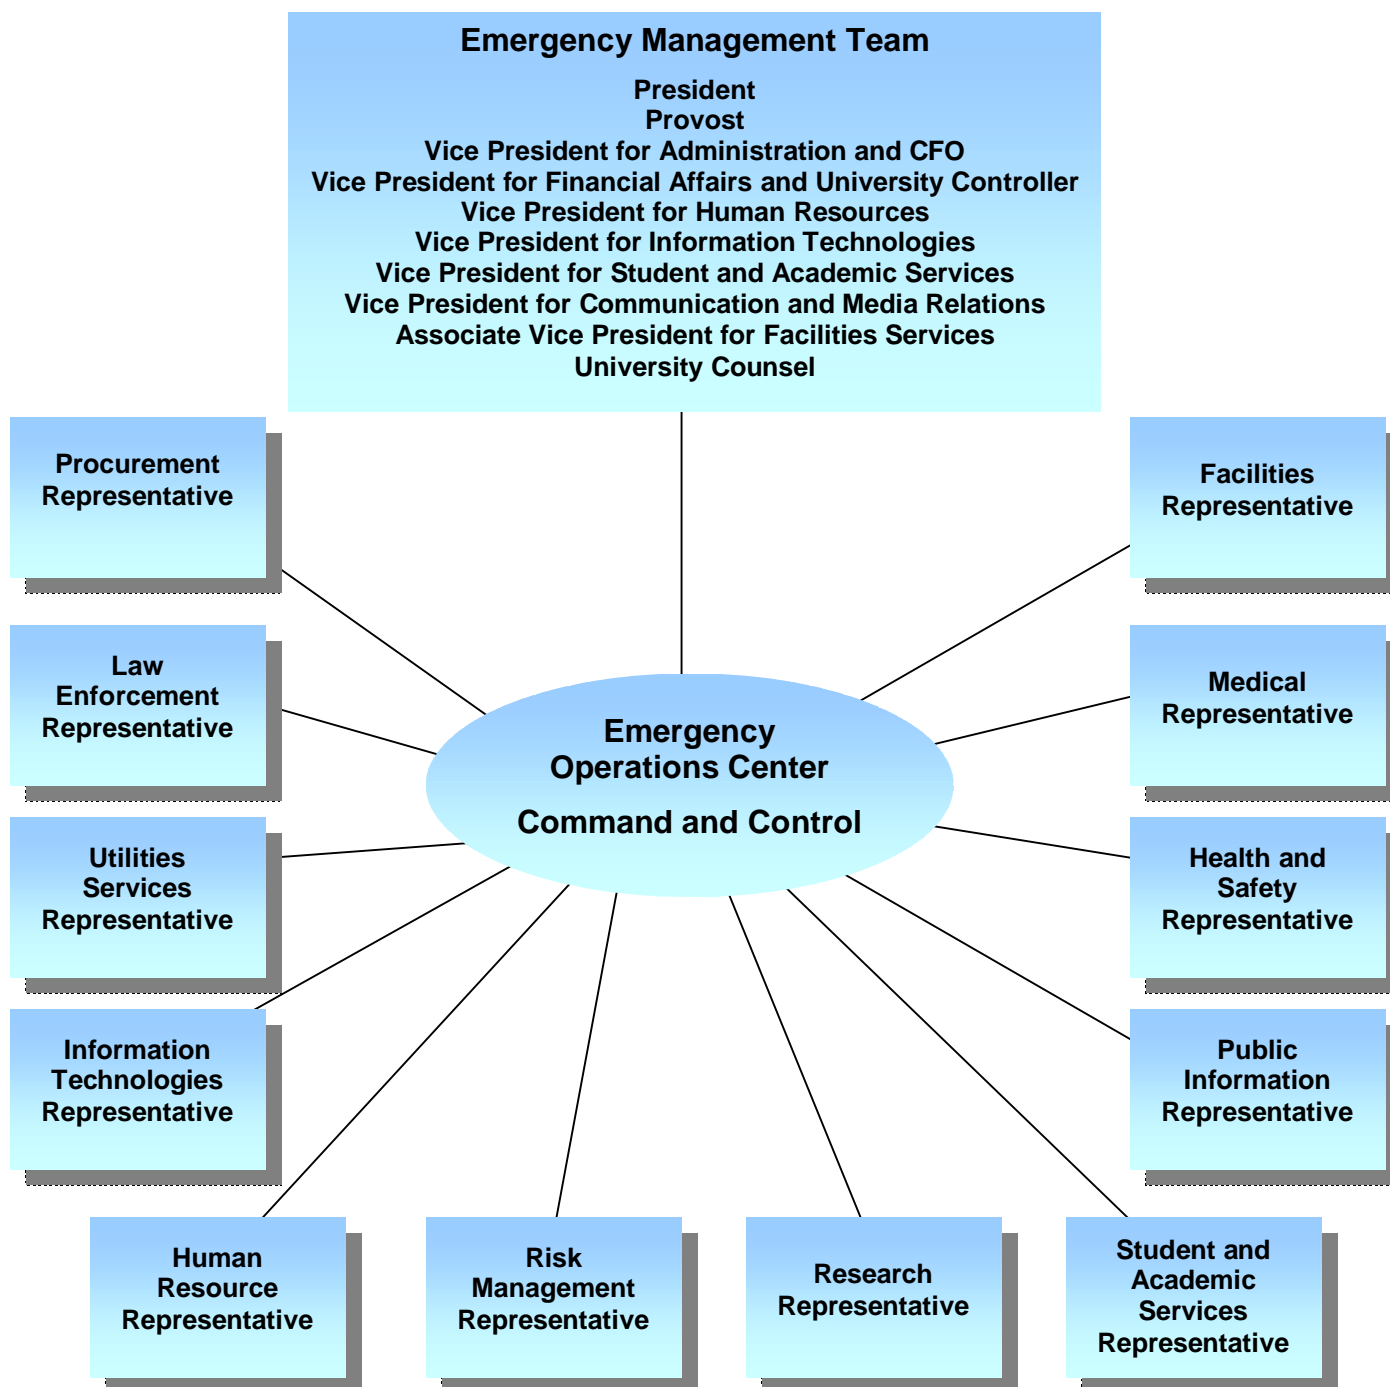 Emergency Management Team
President
Provost
Vice President for Administration and CFO
Vice President for Financial Affairs and University Controller
Vice President for Human Resources
Vice President for Information Technologies
Vice President for Student and Academic Services
Vice President for Communication and Media Relations
Associate Vice President for Facilities Services
University Counsel
Procurement
Representative
Facilities
Representative
Law
Enforcement
Representative
Medical
Representative
Emergency
Operations Center
Command and Control
Utilities
Services
Representative
Health and
Safety
Representative
Information
Technologies
Representative
Public
Information
Representative
Human
Resource
Representative
Risk
Management
Representative
Research
Representative
Student and
Academic
Services
Representative